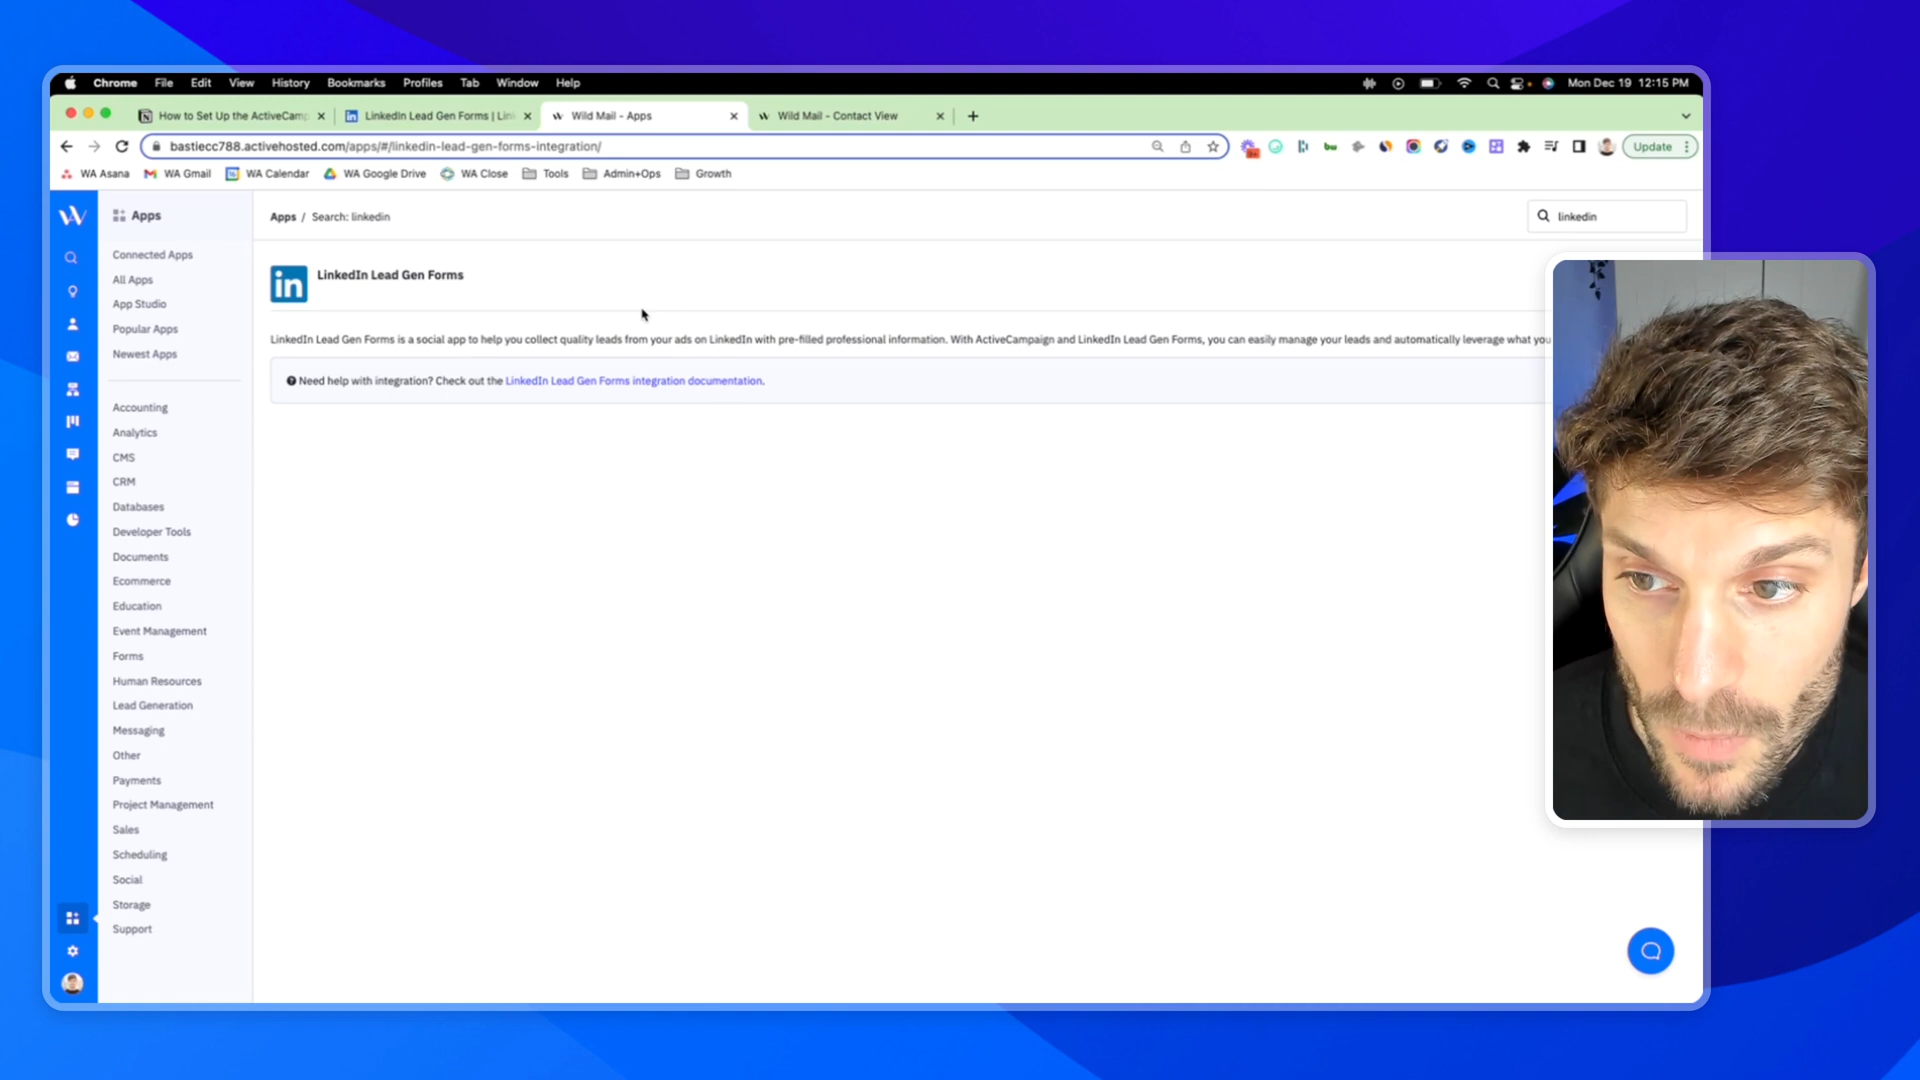 Chrome File Edit View History Bookmarks Profiles Tab Window Help Mon Dec 19 12:15 PM
How to Set Up the ActiveCamp LinkedIn Lead Gen Forms | Lin Wild Mail - Apps Wild Mail - Contact View
bastiecc788.activehosted.com/apps/#/linkedin-lead-gen-forms-integration/ Update
WA Asana WA Gmail WA Calendar WA Google Drive WA Close Tools Admin+Ops Growth
Apps
Apps / Search: linkedin
linkedin
Connected Apps
All Apps
App Studio
Popular Apps
Newest Apps
Accounting
Analytics
CMS
CRM
Databases
Developer Tools
Documents
Ecommerce
Education
Event Management
Forms
Human Resources
Lead Generation
Messaging
Other
Payments
Project Management
Sales
Scheduling
Social
Storage
Support
in
LinkedIn Lead Gen Forms
LinkedIn Lead Gen Forms is a social app to help you collect quality leads from your ads on LinkedIn with pre-filled professional information. With ActiveCampaign and LinkedIn Lead Gen Forms, you can easily manage your leads and automatically leverage what you
Need help with integration? Check out the LinkedIn Lead Gen Forms integration documentation.